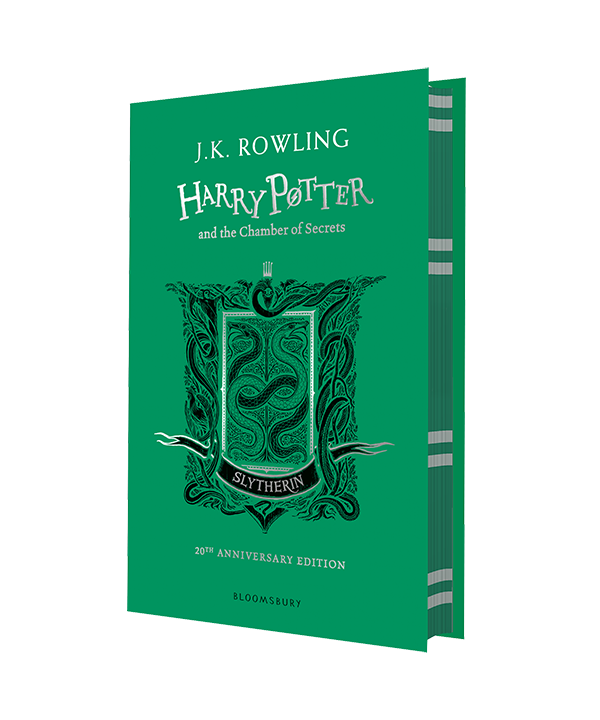 J.K. ROWLING
HARRY POTTER
and the Chamber of Secrets
SLYTHERIN
20TH ANNIVERSARY EDITION
BLOOMSBURY